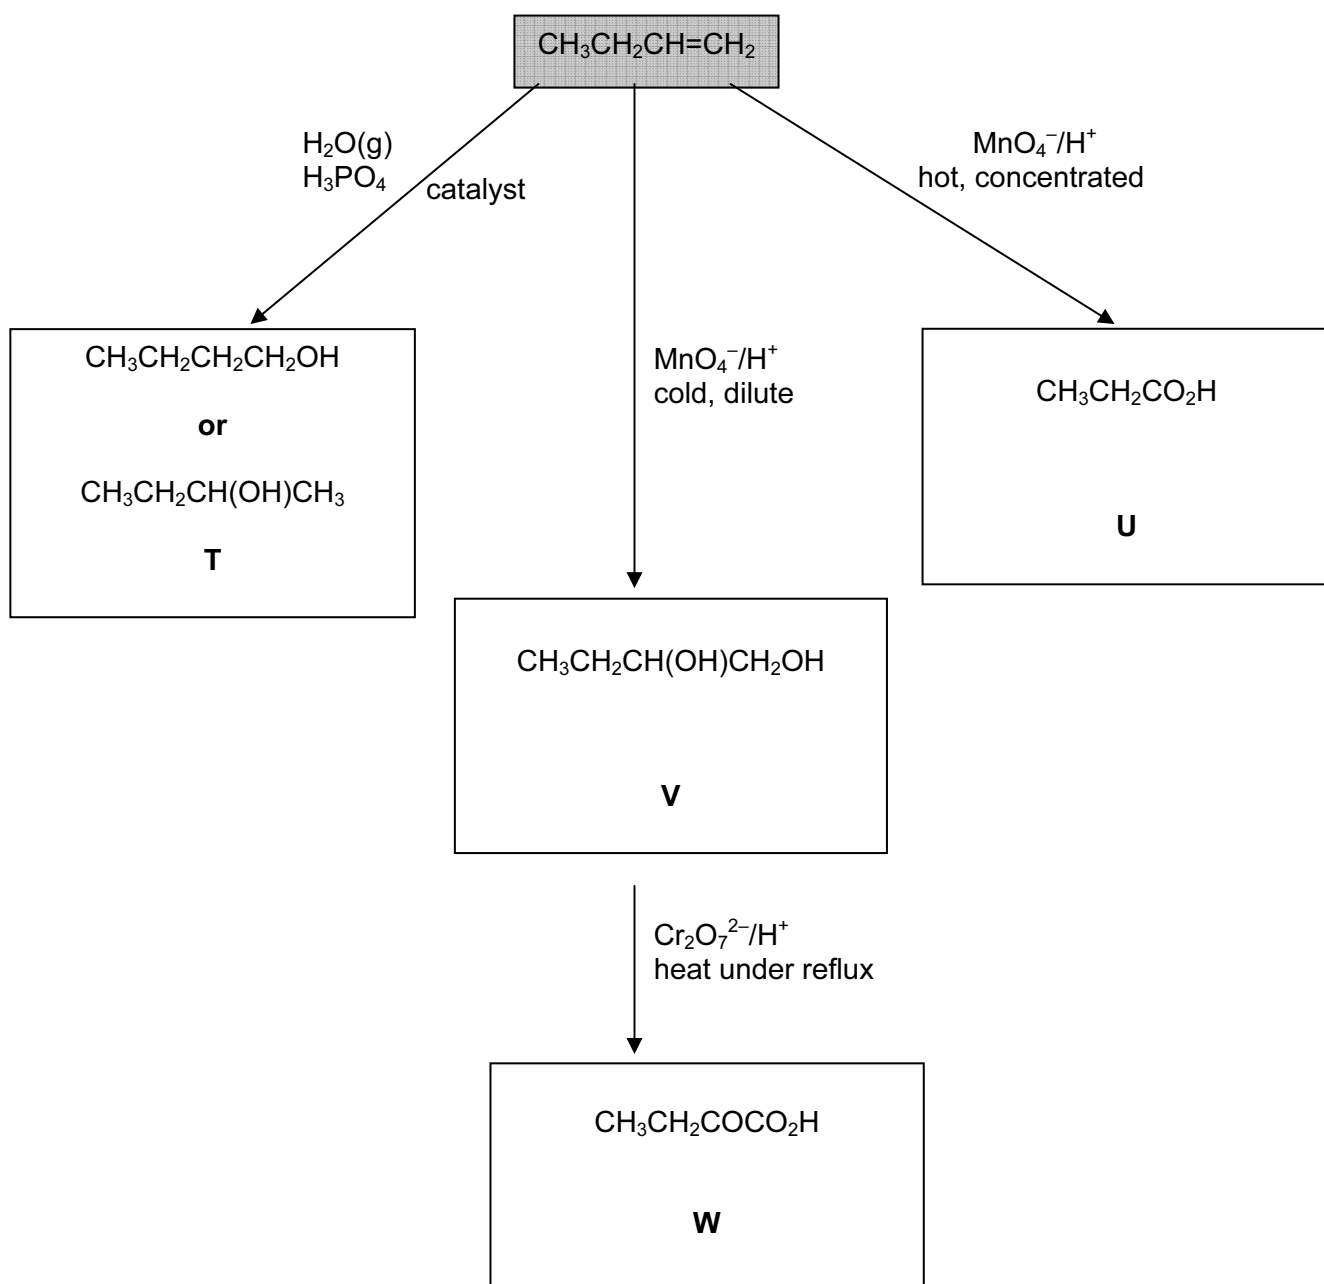 CH₃CH₂CH=CH₂
H₂O(g)
H₃PO₄
catalyst
MnO₄⁻/H⁺
hot, concentrated
CH₃CH₂CH₂CH₂OH
or
CH₃CH₂CH(OH)CH₃
T
MnO₄⁻/H⁺
cold, dilute
CH₃CH₂CO₂H
U
CH₃CH₂CH(OH)CH₂OH
V
Cr₂O₇²⁻/H⁺
heat under reflux
CH₃CH₂COCO₂H
W